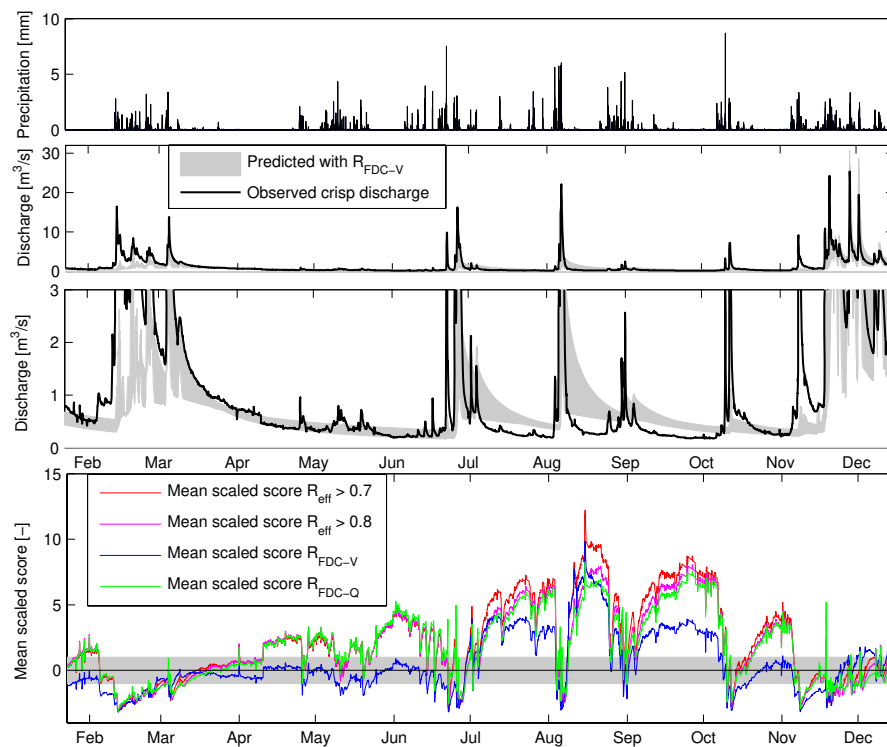 Precipitation [mm]
10
5
0
Discharge [m³/s]
30
20
10
0
Predicted with R_FDC−V
Observed crisp discharge
Discharge [m³/s]
3
2
1
0
Feb Mar Apr May Jun Jul Aug Sep Oct Nov Dec
Mean scaled score [-]
15
10
5
0
Mean scaled score R_eff > 0.7
Mean scaled score R_eff > 0.8
Mean scaled score R_FDC−V
Mean scaled score R_FDC−Q
Feb Mar Apr May Jun Jul Aug Sep Oct Nov Dec